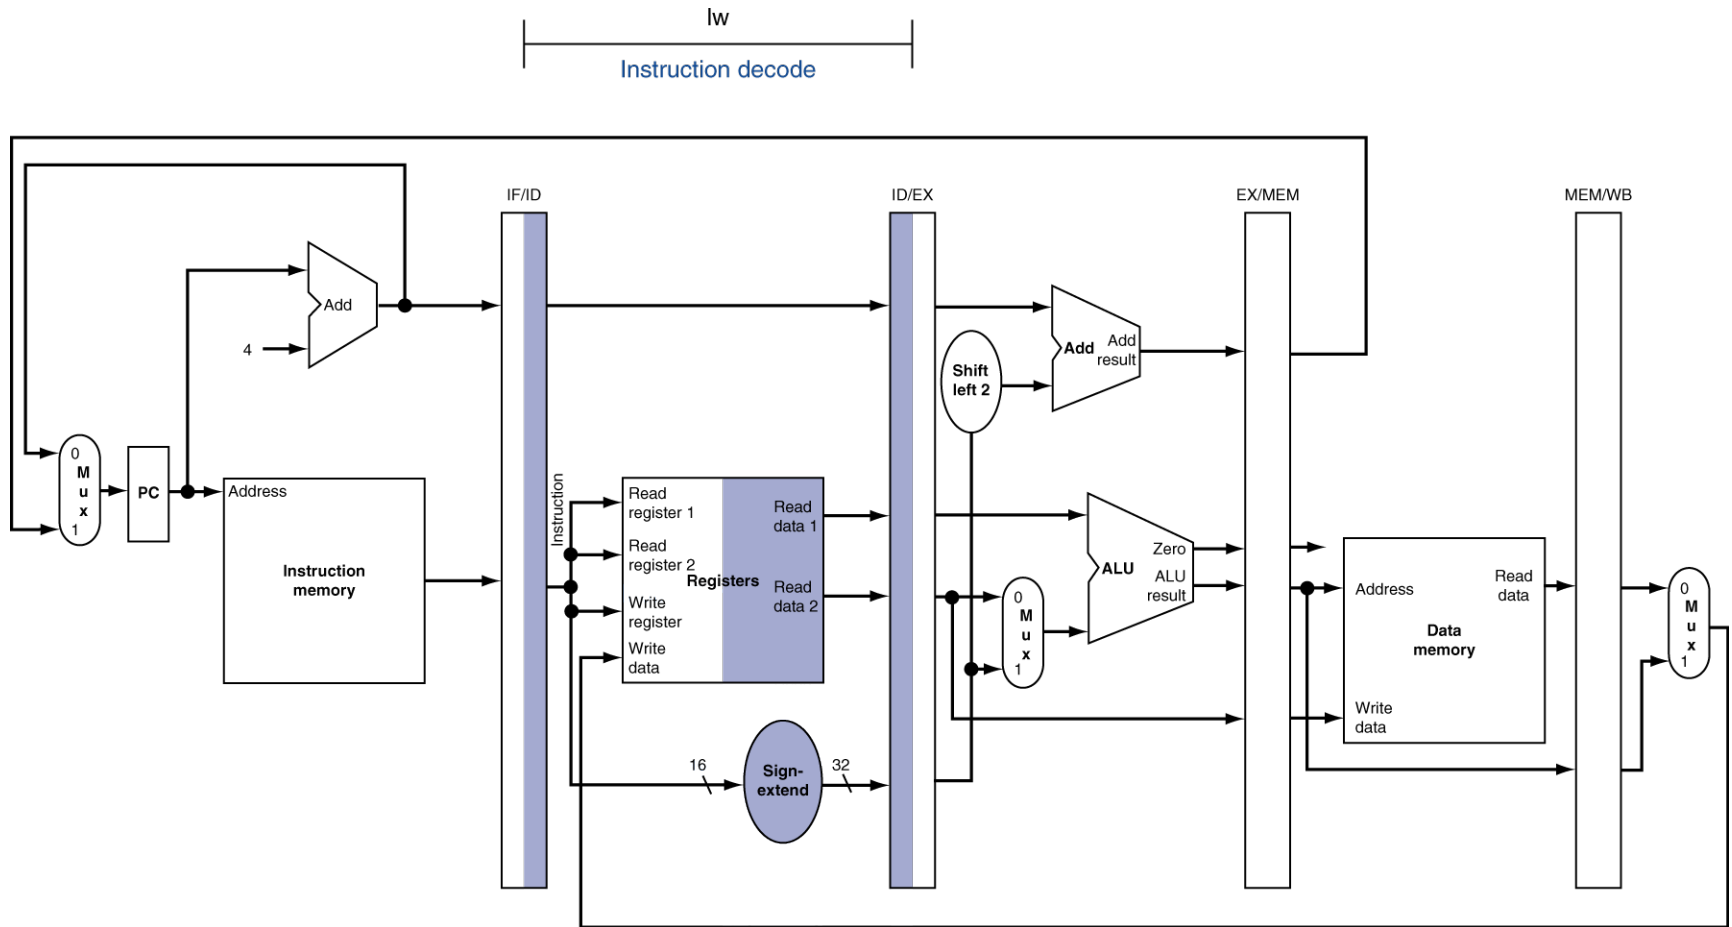 lw
Instruction decode
IF/ID
ID/EX
EX/MEM
MEM/WB
Add
4
Add
Add
result
Shift
left 2
0
M
u
x
1
PC
Address
Instruction
memory
Instruction
Read
register 1
Read
register 2
Write
register
Write
data
Registers
Read
data 1
Read
data 2
16
Sign-
extend
32
0
M
u
x
1
Zero
ALU
ALU
result
Address
Read
data
Data
memory
Write
data
0
M
u
x
1